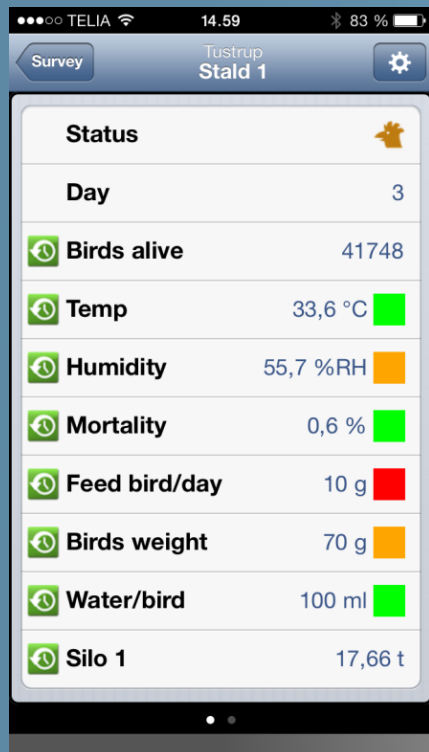 TELIA 14.59 83 %
Survey
Tustrup
Stald 1
Status
Day 3
Birds alive 41748
Temp 33,6 °C
Humidity 55,7 %RH
Mortality 0,6 %
Feed bird/day 10 g
Birds weight 70 g
Water/bird 100 ml
Silo 1 17,66 t